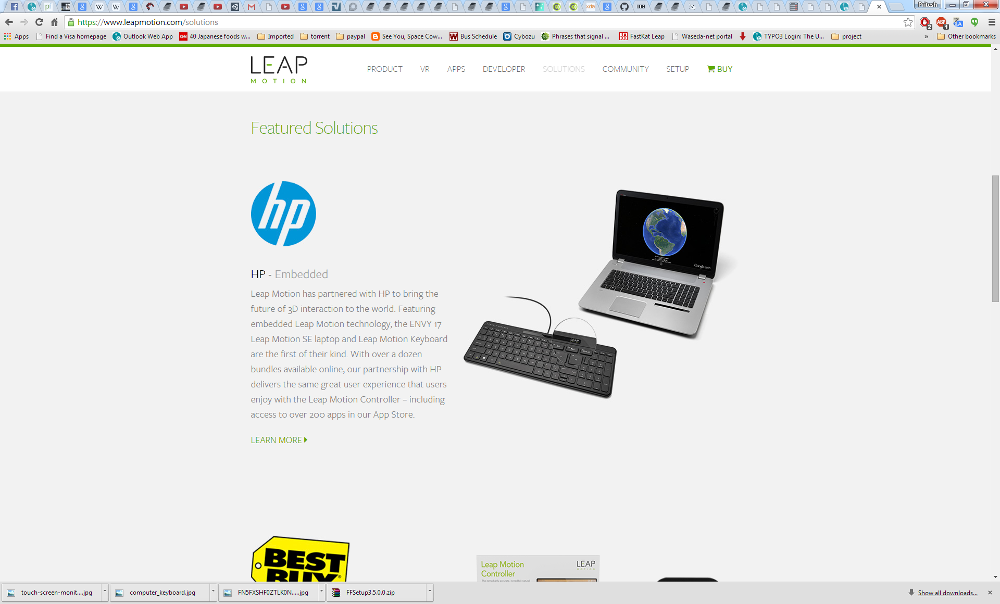 Pritesh
https://www.leapmotion.com/solutions
Apps Find a Visa homepage Outlook Web App 40 Japanese foods w... Imported torrent paypal See You, Space Cow... Bus Schedule Cybozu Phrases that signal ... FastKat Leap Waseda-net portal TYPO3 Login: The U... project » Other bookmarks
LEAP
MOTION
PRODUCT VR APPS DEVELOPER SOLUTIONS COMMUNITY SETUP BUY
Featured Solutions
hp
HP - Embedded
Leap Motion has partnered with HP to bring the
future of 3D interaction to the world. Featuring
embedded Leap Motion technology, the ENVY 17
Leap Motion SE laptop and Leap Motion Keyboard
are the first of their kind. With over a dozen
bundles available online, our partnership with HP
delivers the same great user experience that users
enjoy with the Leap Motion Controller – including
access to over 200 apps in our App Store.
LEARN MORE
Google earth
LEAP
BEST
BUY
Leap Motion
Controller
LEAP
MOTION
touch-screen-monit....jpg computer_keyboard.jpg FN5FXSHF0ZTLK0N.....jpg FFSetup3.5.0.0.zip Show all downloads...